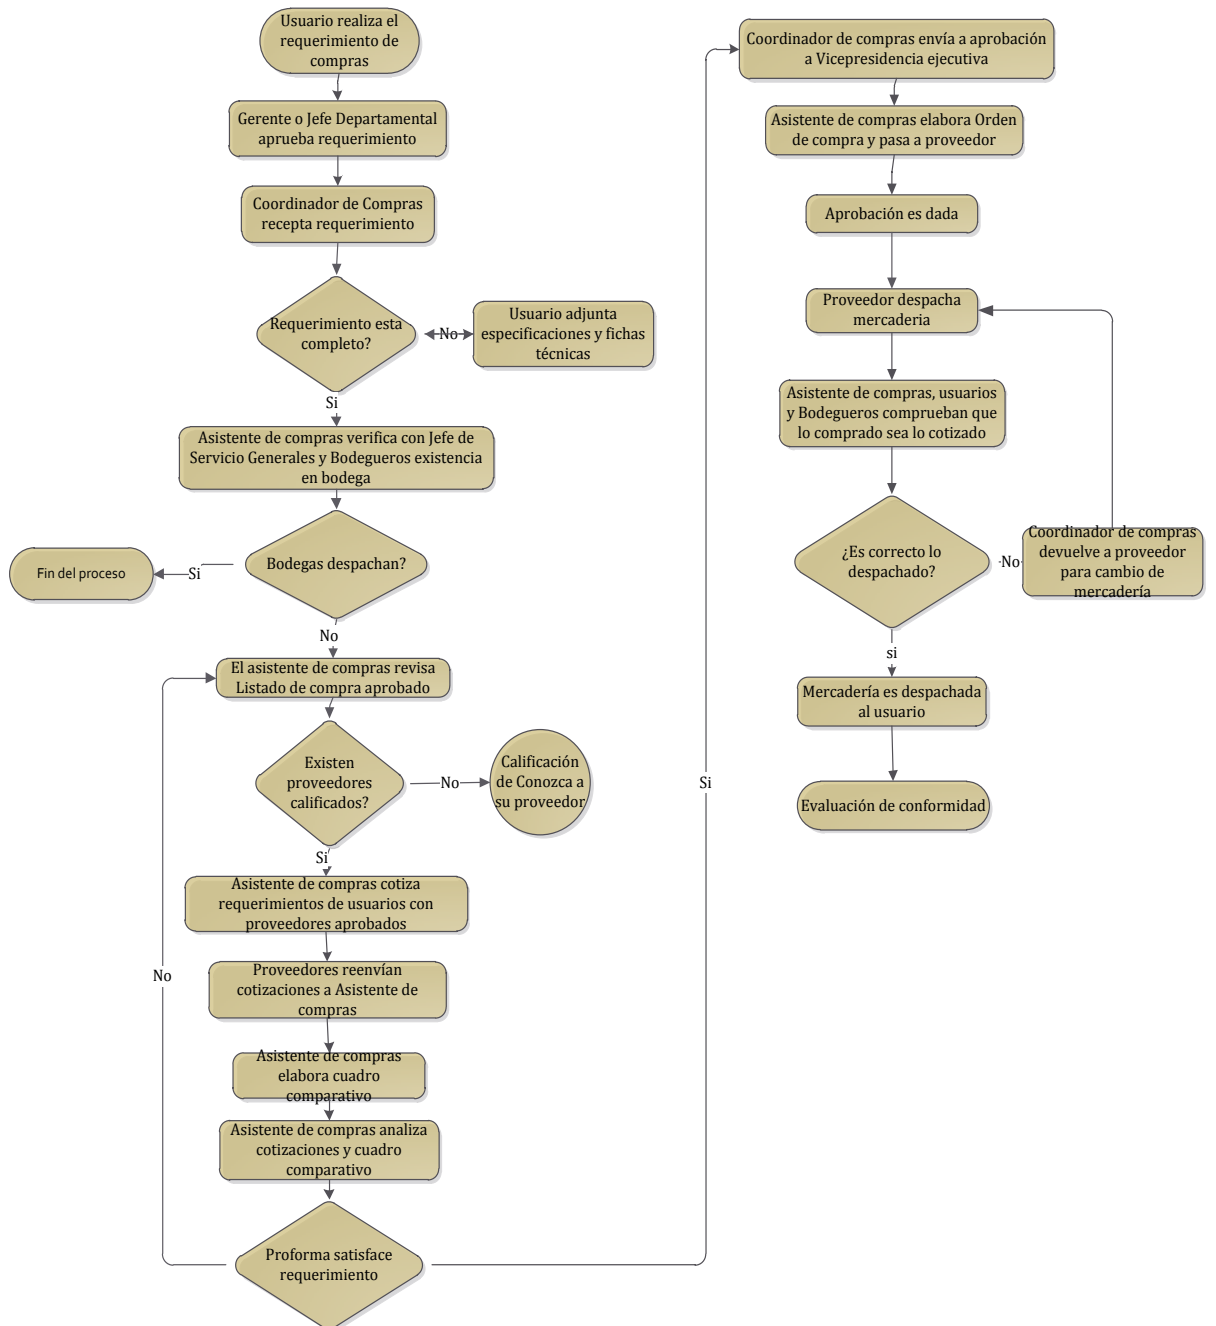 Usuario realiza el
requerimiento de
compras
Gerente o Jefe Departamental
aprueba requerimiento
Coordinador de Compras
recepta requerimiento
Requerimiento esta
completo?
No
Usuario adjunta
especificaciones y fichas
técnicas
Si
Asistente de compras verifica con Jefe de
Servicio Generales y Bodegueros existencia
en bodega
Bodegas despachan?
Si
Fin del proceso
No
El asistente de compras revisa
Listado de compra aprobado
Existen
proveedores
calificados?
No
Calificación
de Conozca a
su proveedor
Si
Asistente de compras cotiza
requerimientos de usuarios con
proveedores aprobados
Proveedores reenvían
cotizaciones a Asistente de
compras
Asistente de compras
elabora cuadro
comparativo
Asistente de compras analiza
cotizaciones y cuadro
comparativo
Proforma satisface
requerimiento
No
Si
Coordinador de compras envía a aprobación
a Vicepresidencia ejecutiva
Asistente de compras elabora Orden
de compra y pasa a proveedor
Aprobación es dada
Proveedor despacha
mercaderia
Asistente de compras, usuarios
y Bodegueros comprueban que
lo comprado sea lo cotizado
¿Es correcto lo
despachado?
No
Coordinador de compras
devuelve a proveedor
para cambio de
mercadería
si
Mercadería es despachada
al usuario
Evaluación de conformidad